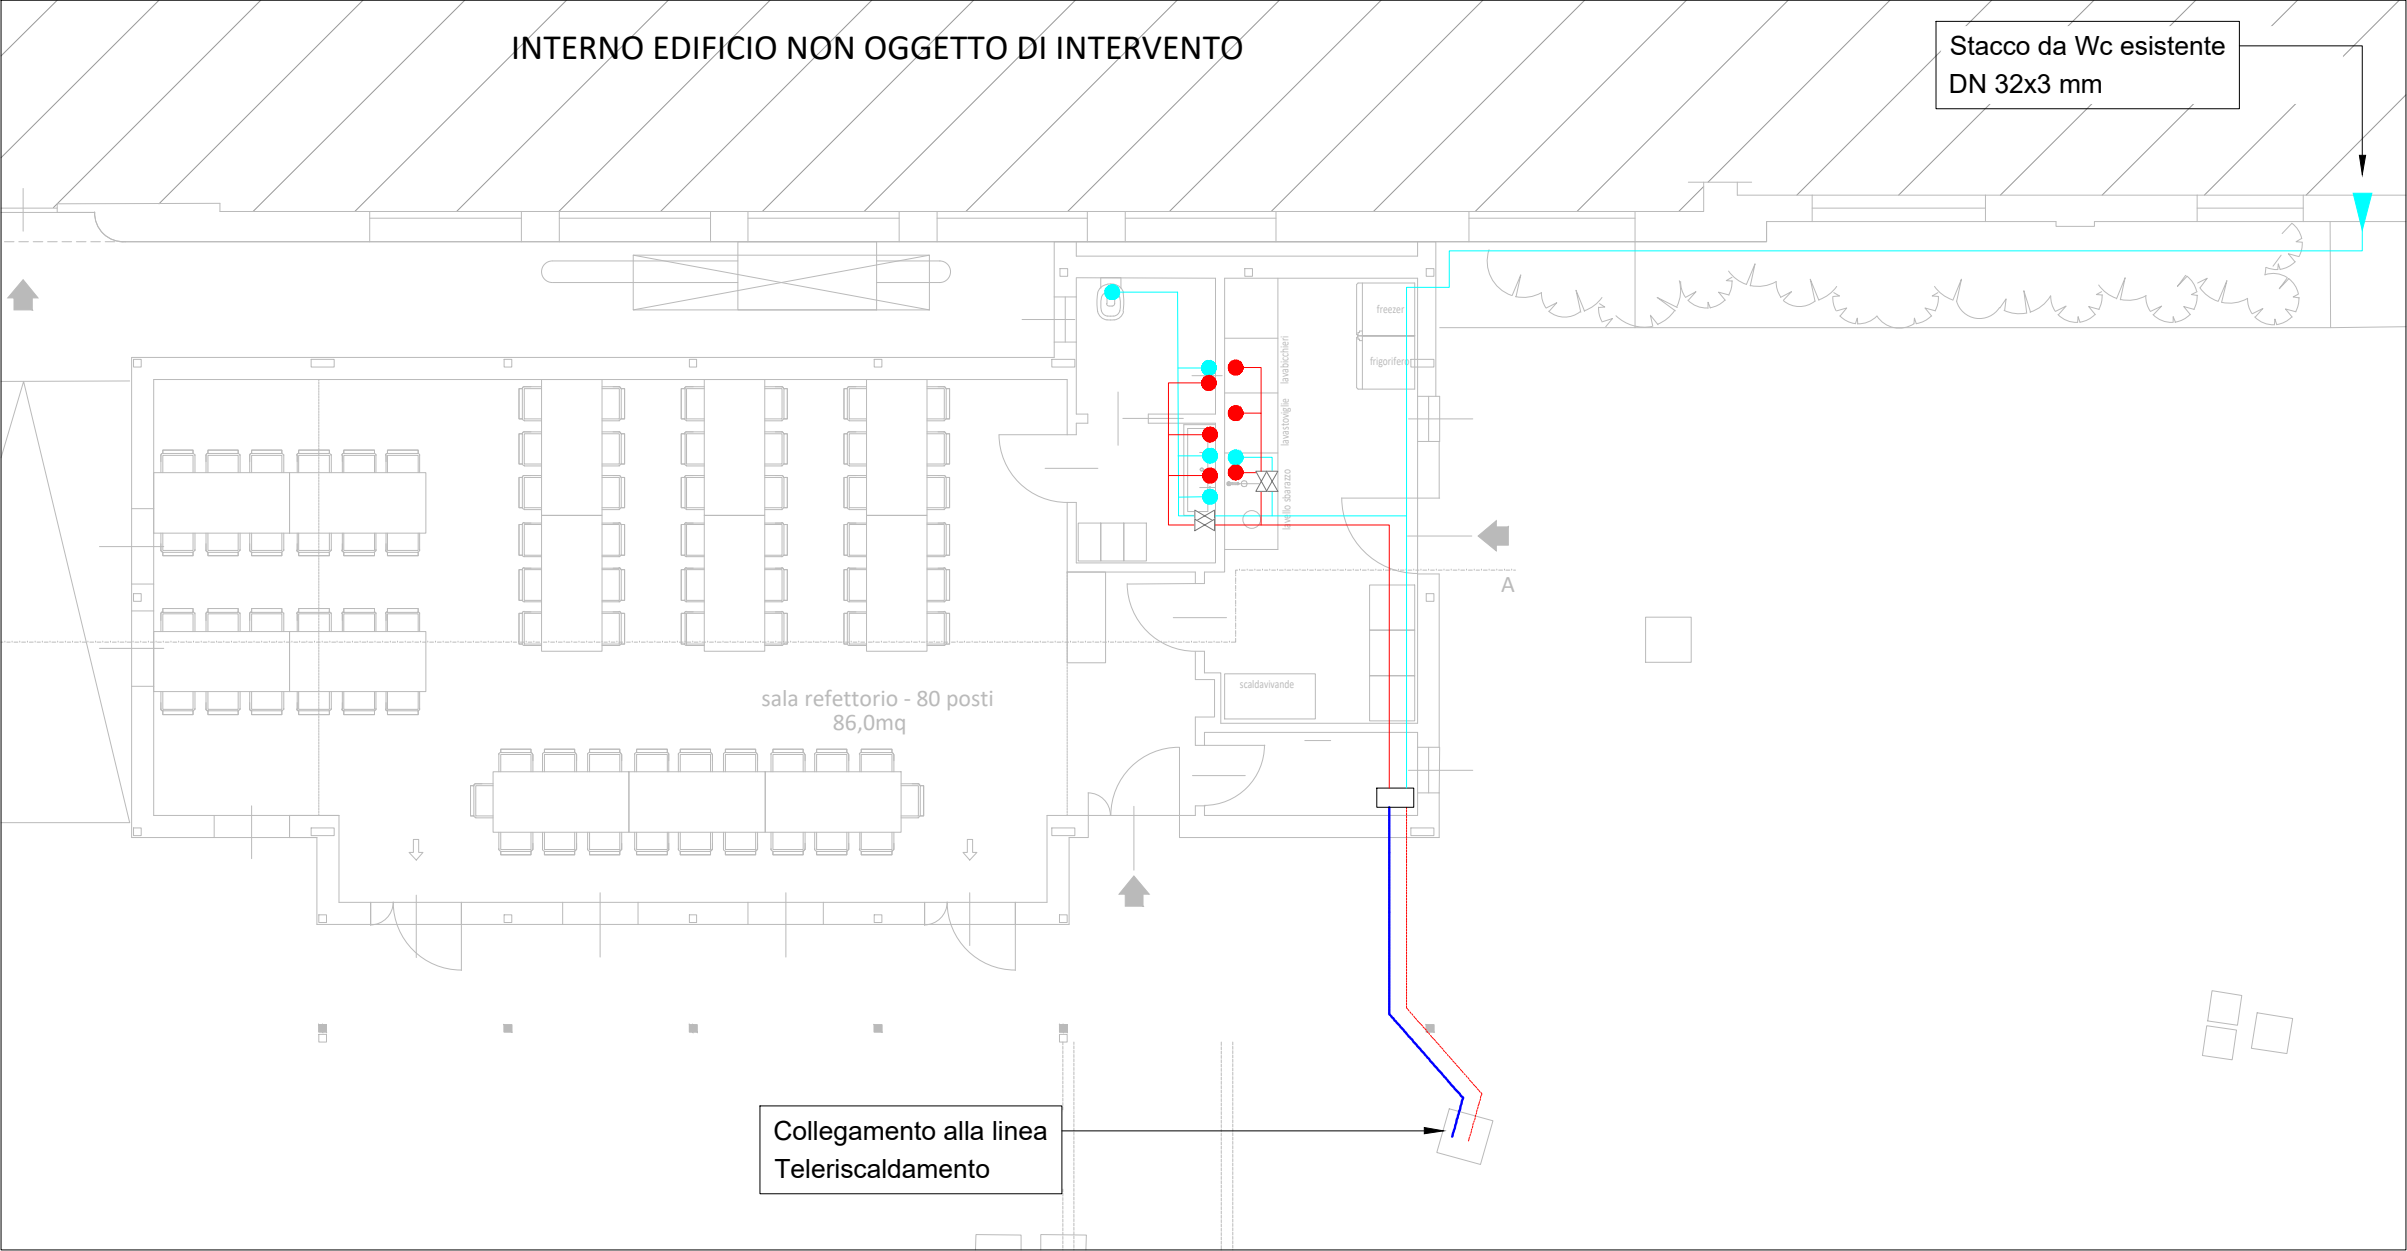 INTERNO EDIFICIO NON OGGETTO DI INTERVENTO
Stacco da Wc esistente
DN 32x3 mm
freezer
frigorifero
lavabicchieri
lavastoviglie
lavello sbarazzo
A
scaldavivande
sala refettorio - 80 posti
86,0mq
Collegamento alla linea
Teleriscaldamento